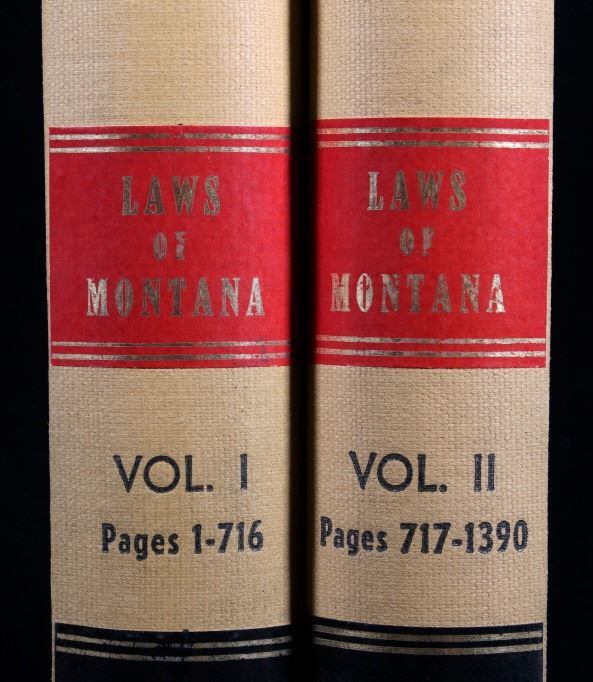 LAWS
OF
MONTANA
VOL. I
Pages 1-716
LAWS
OF
MONTANA
VOL. II
Pages 717-1390